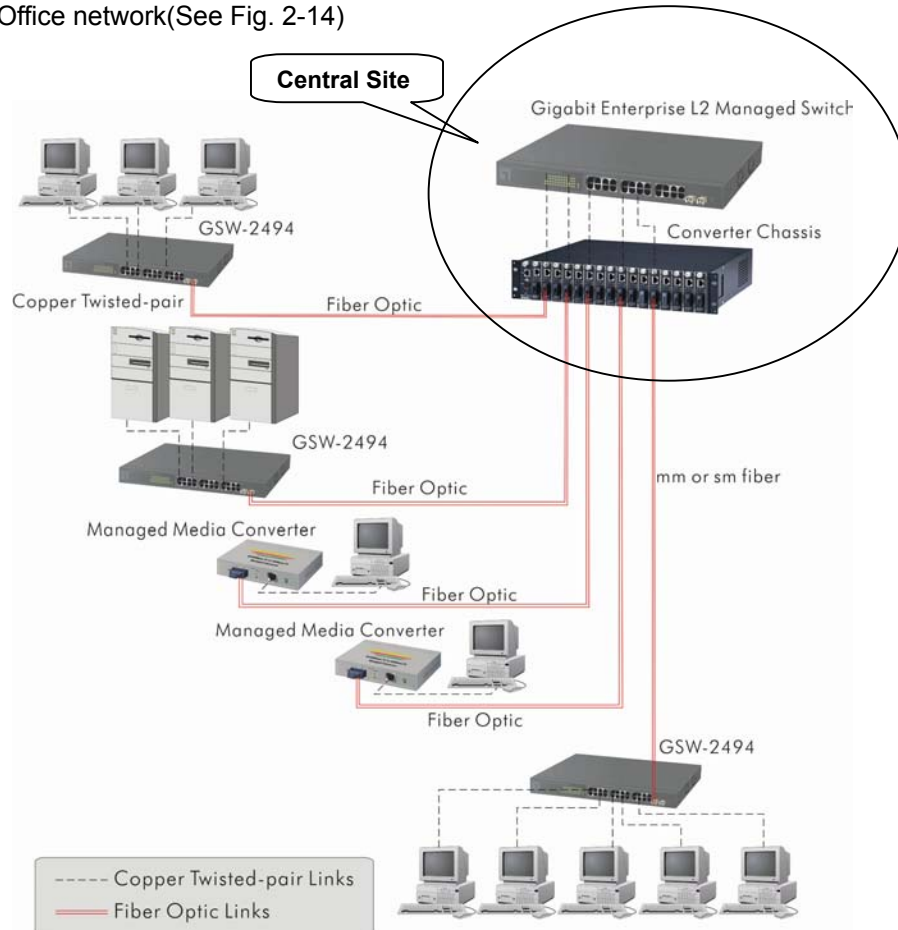 Office network(See Fig. 2-14)
Central Site
Gigabit Enterprise L2 Managed Switch
GSW-2494
Converter Chassis
Copper Twisted-pair
Fiber Optic
GSW-2494
mm or sm fiber
Fiber Optic
Managed Media Converter
Fiber Optic
Managed Media Converter
Fiber Optic
GSW-2494
Copper Twisted-pair Links
Fiber Optic Links